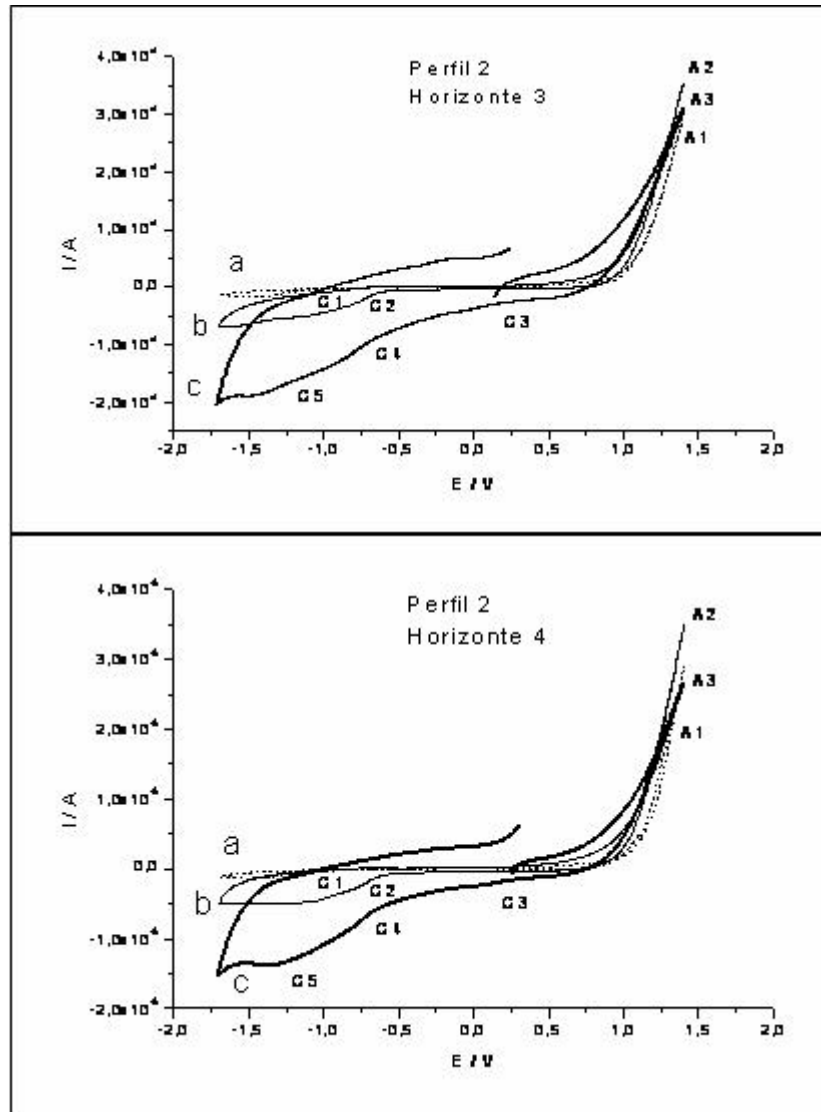 4,0x10⁻⁴
3,0x10⁻⁴
2,0x10⁻⁴
1,0x10⁻⁴
0,0
-1,0x10⁻⁴
-2,0x10⁻⁴
I / A
Perfil 2
Horizonte 3
A2
A3
A1
a
b
c
C1
C2
C3
C4
C5
-2,0 -1,5 -1,0 -0,5 0,0 0,5 1,0 1,5 2,0
E / V
4,0x10⁻⁴
3,0x10⁻⁴
2,0x10⁻⁴
1,0x10⁻⁴
0,0
-1,0x10⁻⁴
-2,0x10⁻⁴
I / A
Perfil 2
Horizonte 4
A2
A3
A1
a
b
c
C1
C2
C3
C4
C5
-2,0 -1,5 -1,0 -0,5 0,0 0,5 1,0 1,5 2,0
E / V